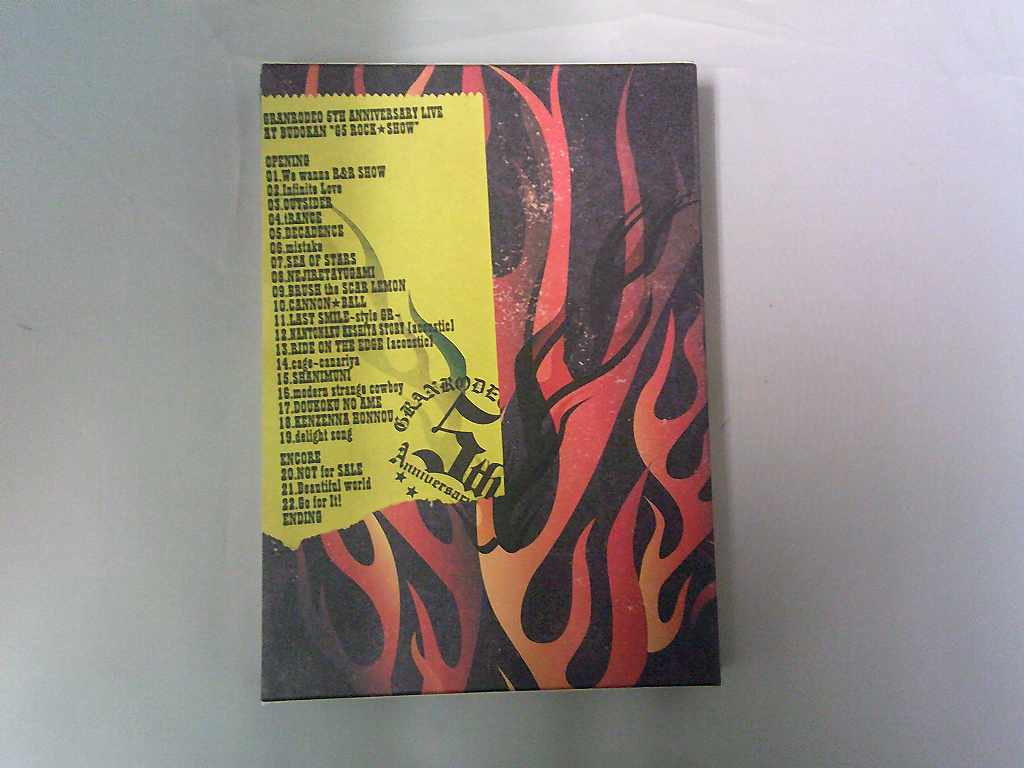 GRANRODEO 5TH ANNIVERSARY LIVE
AT BUDOKAN "G5 ROCK★SHOW"
OPENING
01.We wanna R&R SHOW
02.Infinite Love
03.OUTSIDER
04.tRANCE
05.DECADENCE
06.mistake
07.SEA OF STARS
08.NEJIRETAYUGAMI
09.BRUSH the SCAR LEMON
10.CANNON★BALL
11.LAST SMILE~style GR~
12.MAYONAKA KESHIYA STORY [acoustic]
13.RIDE ON THE EDGE [acoustic]
14.cage~canariya
15.SHANIMUNI
16.modern strange cowboy
17.DOUKOKU NO AME
18.KENZENNA HONNOU
19.delight song
ENCORE
20.NOT for SALE
21.Beautiful world
22.Go for It!
ENDING
GRANRODEO
5th
Anniversary